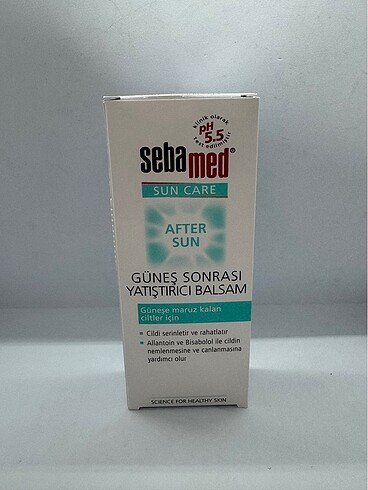 klinik olarak
pH
5.5
test edilmiştir
sebamed®
SUN CARE
AFTER
SUN
GÜNEŞ SONRASI
YATIŞTIRICI BALSAM
Güneşe maruz kalan
ciltler için
• Cildi serinletir ve rahatlatır
• Allantoin ve Bisabolol ile cildin
nemlenmesine ve canlanmasına
yardımcı olur
SCIENCE FOR HEALTHY SKIN